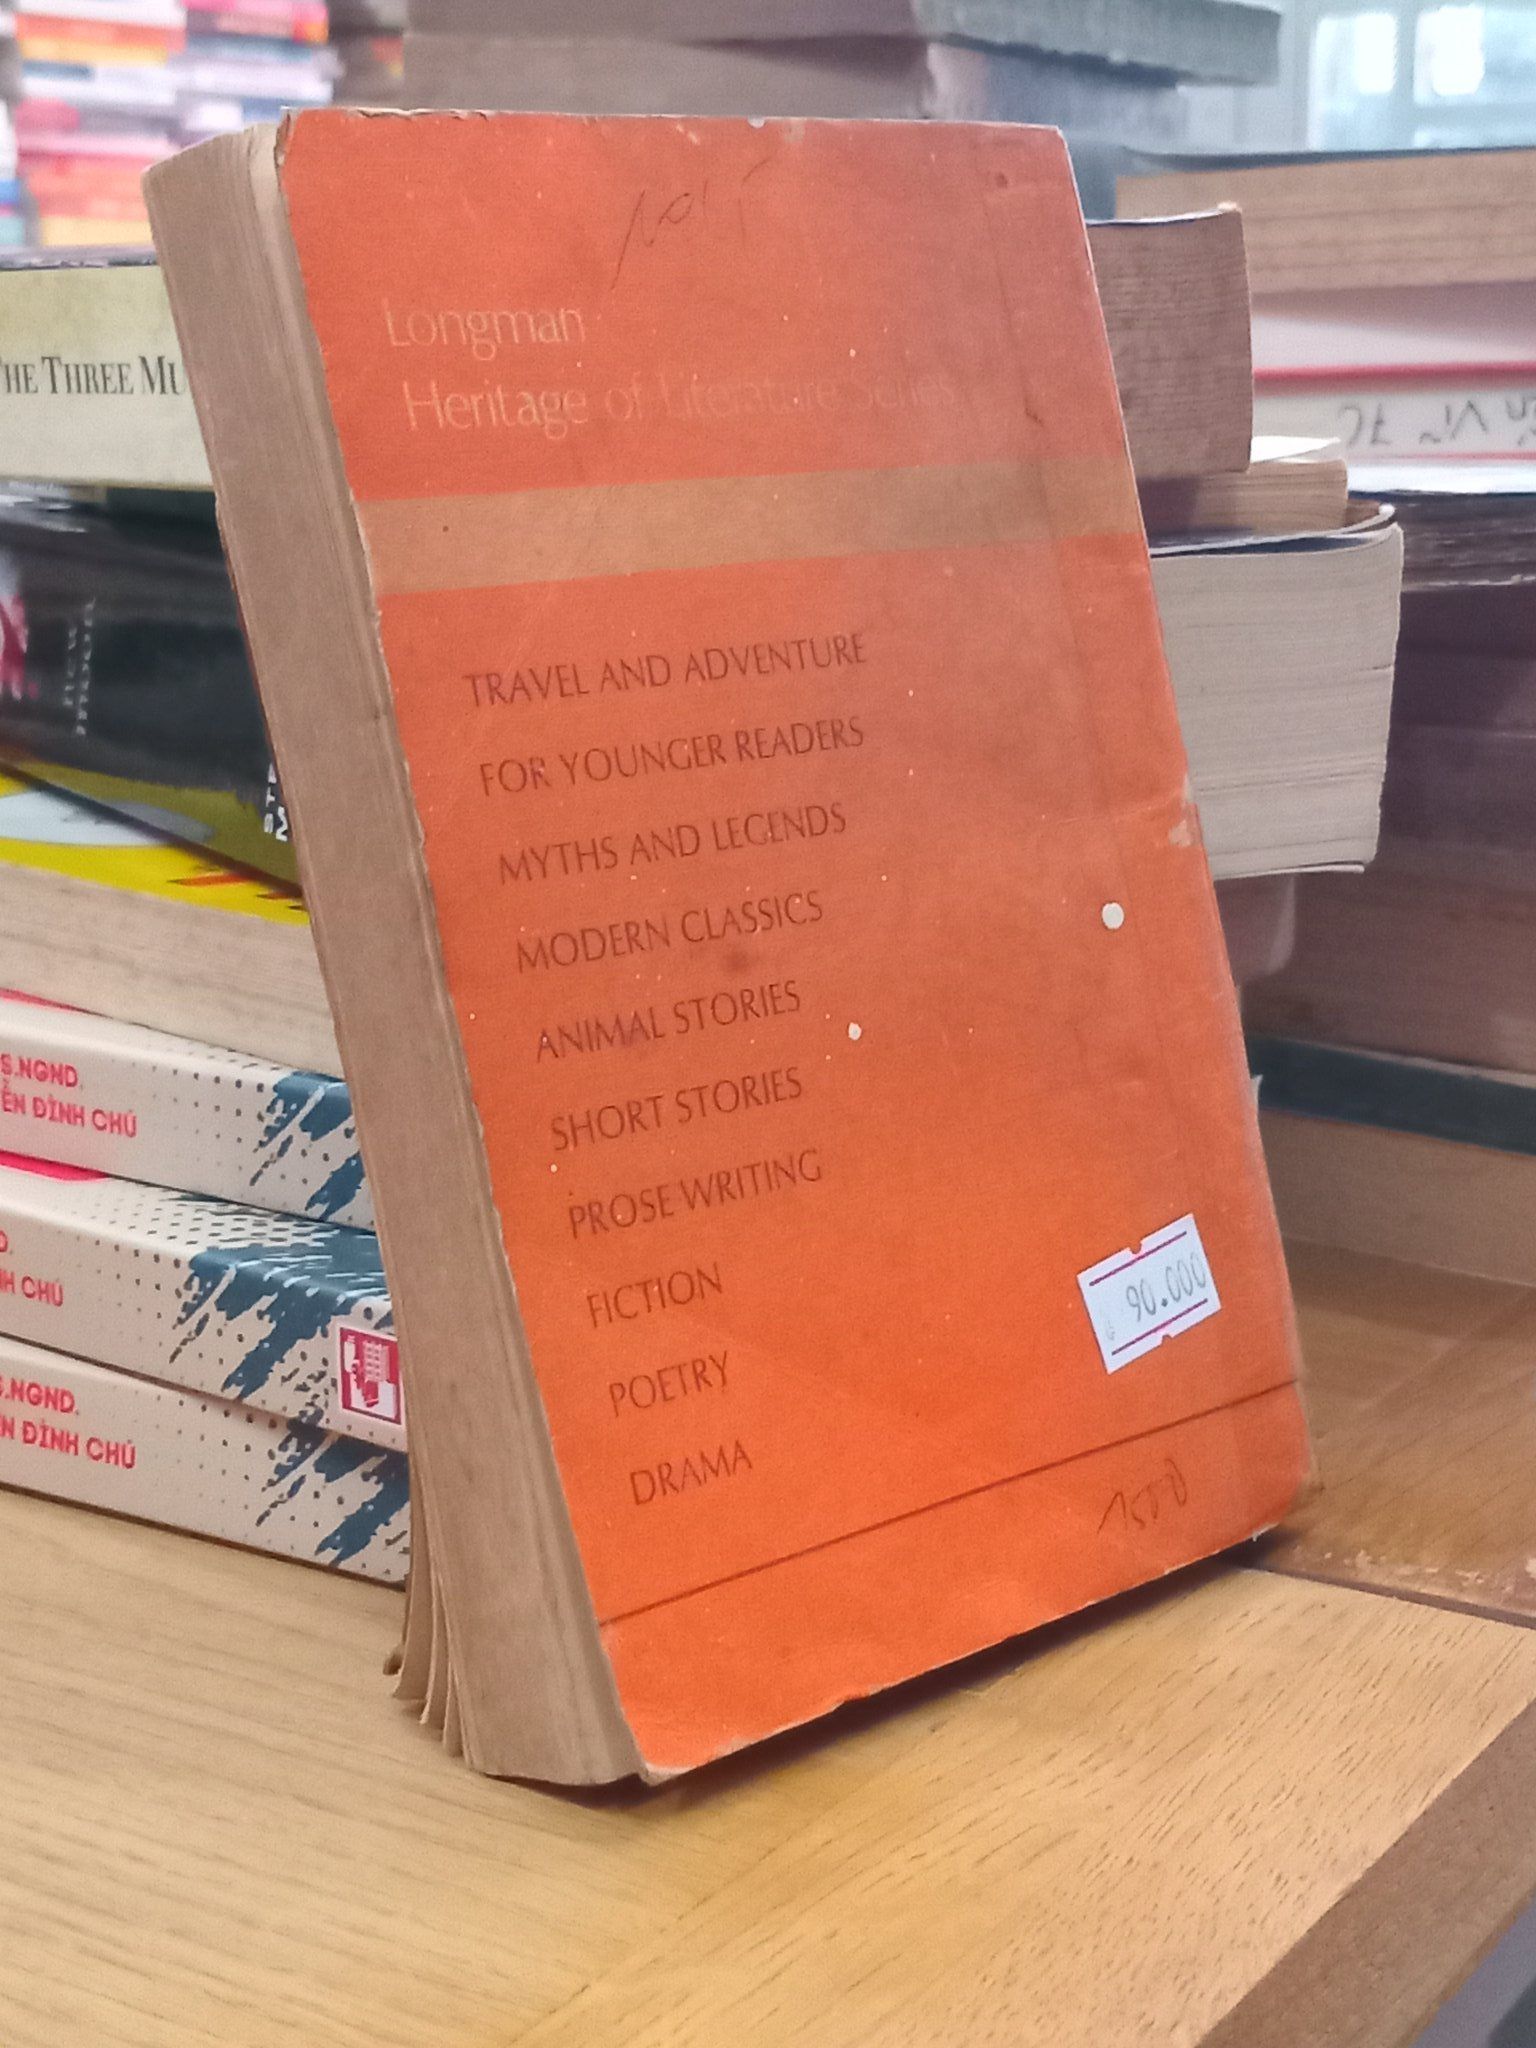 Longman
Heritage of Literature Series
TRAVEL AND ADVENTURE
FOR YOUNGER READERS
MYTHS AND LEGENDS
MODERN CLASSICS
ANIMAL STORIES
SHORT STORIES
PROSE WRITING
FICTION
POETRY
DRAMA
90.000
1500
THE THREE
S.NGND.
ỄN ĐÌNH CHÚ
D.
NH CHÚ
S.NGND.
ỄN ĐÌNH CHÚ